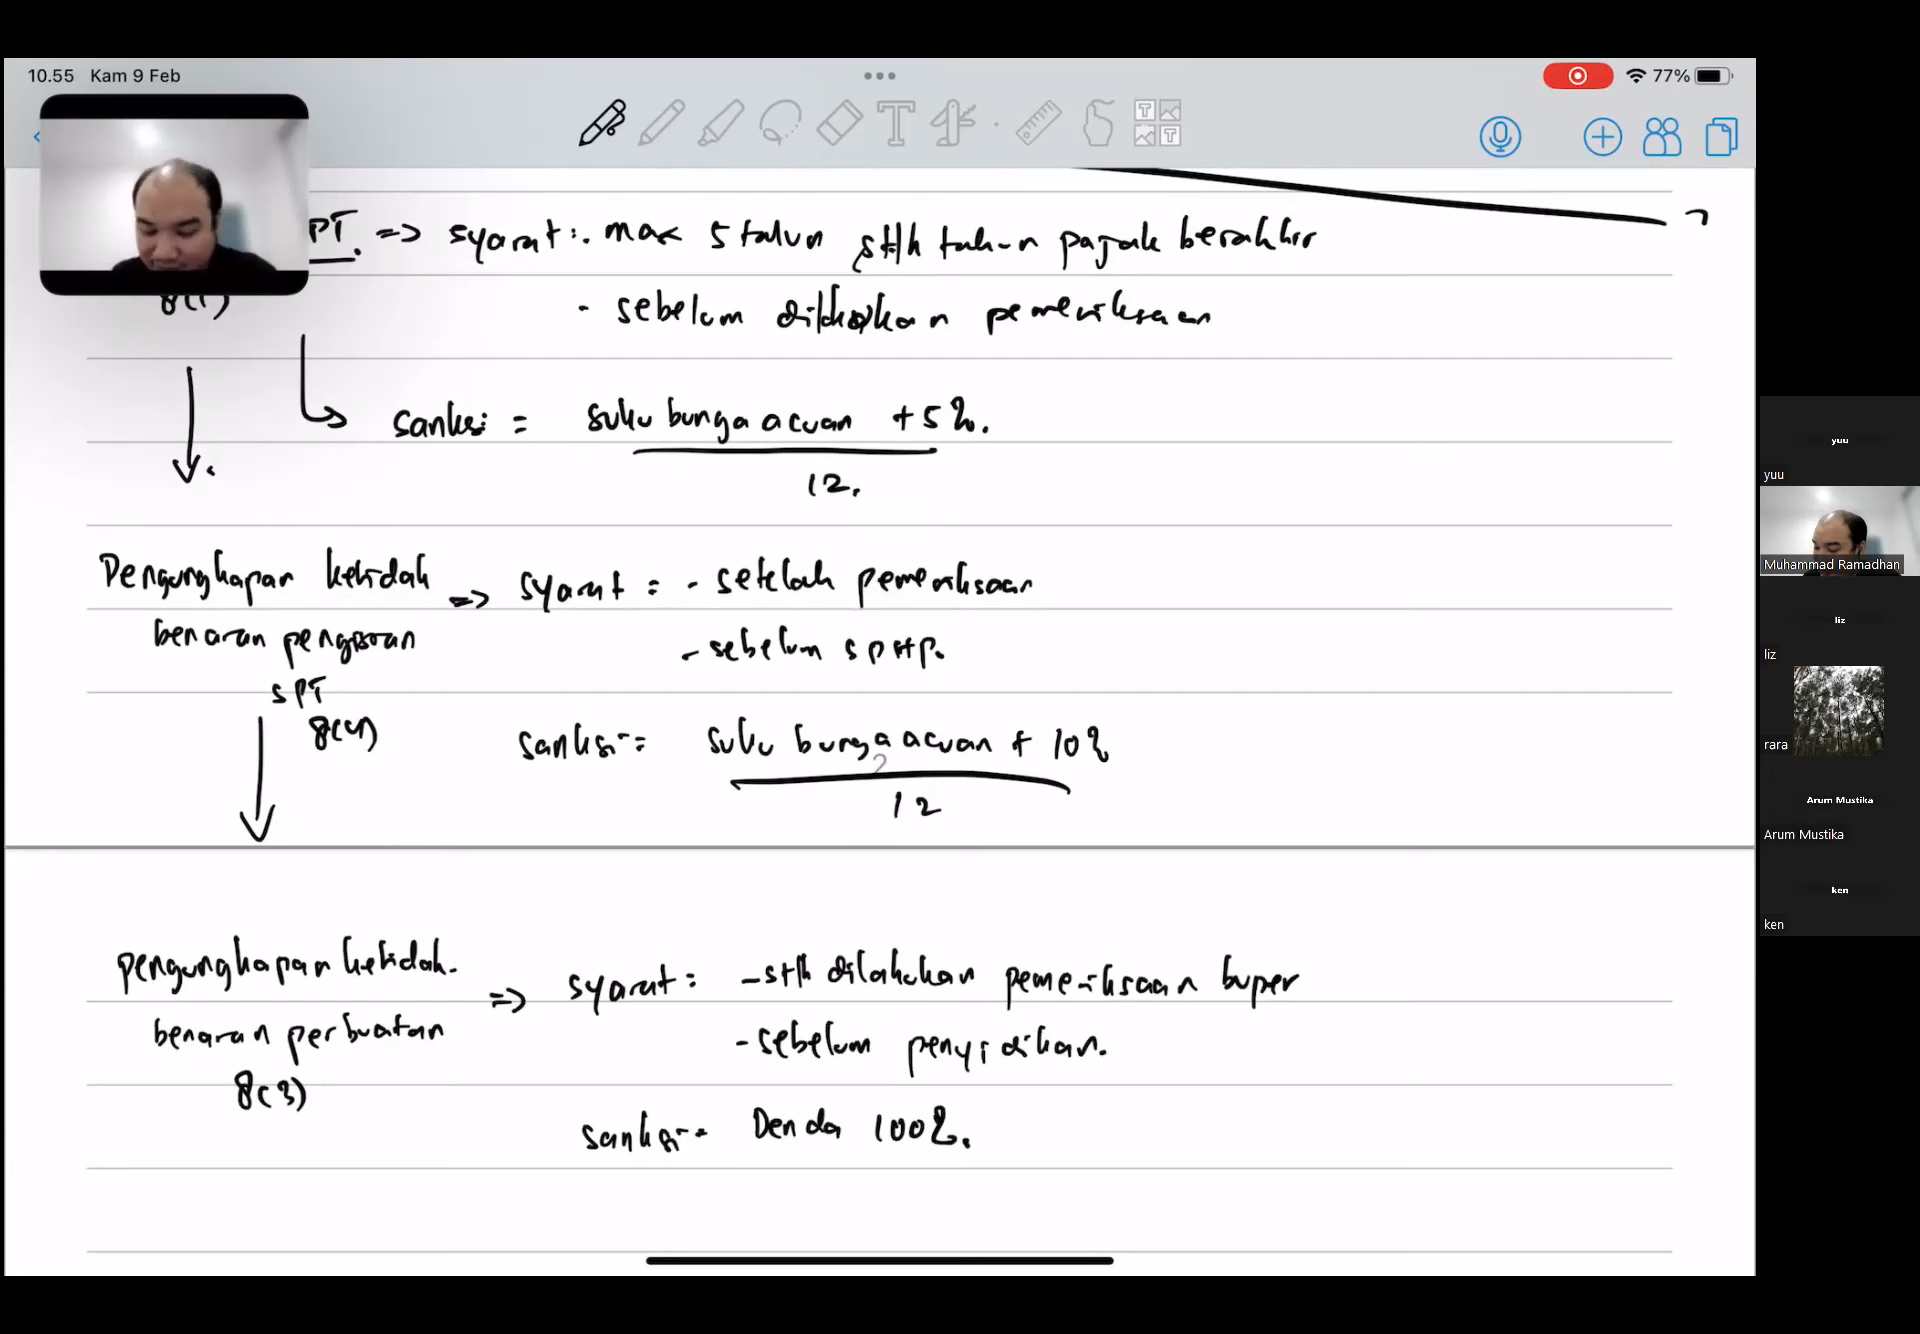 10.55 Kam 9 Feb
77%
PT. => syarat :. max 5 tahun stlh tahun pajak berakhir
8(1)
- sebelum dilakukan pemeriksaan
sanksi = suku bunga acuan + 5%.
12.
Pengungkapan ketidak => syarat = - setelah pemeriksaan
benaran pengisian
- sebelum SPHP.
SPT
8(4)
sanksi = suku bunga acuan + 10%
12
pengungkapan ketidak. => syarat : - stlh dilakukan pemeriksaan buper
benaran perbuatan
- sebelum penyidikan.
8(3)
sanksi = Denda 100%.
yuu
yuu
Muhammad Ramadhan
liz
liz
rara
Arum Mustika
Arum Mustika
ken
ken